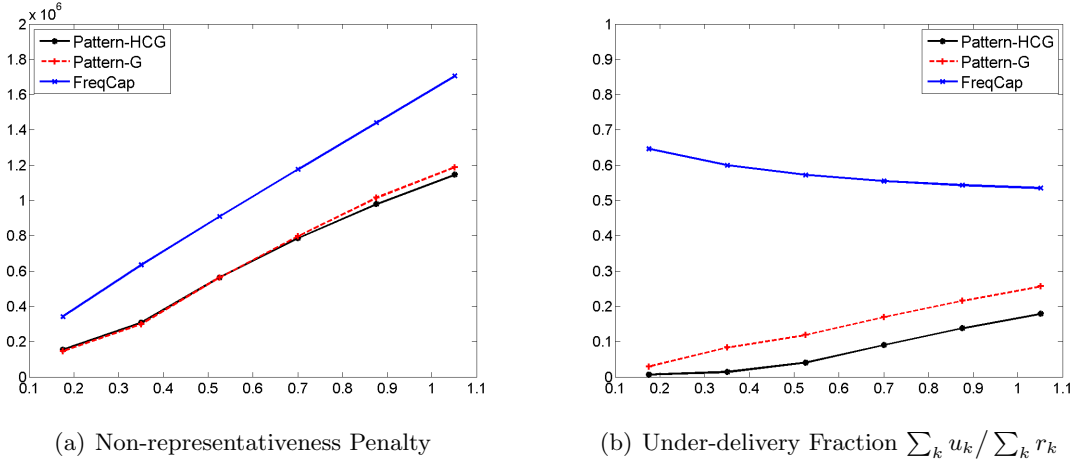 2
× 10⁶
1.8
1.6
1.4
1.2
1
0.8
0.6
0.4
0.2
0
0.1 0.2 0.3 0.4 0.5 0.6 0.7 0.8 0.9 1 1.1
Pattern-HCG
Pattern-G
FreqCap
(a) Non-representativeness Penalty
1
0.9
0.8
0.7
0.6
0.5
0.4
0.3
0.2
0.1
0
0.1 0.2 0.3 0.4 0.5 0.6 0.7 0.8 0.9 1 1.1
Pattern-HCG
Pattern-G
FreqCap
(b) Under-delivery Fraction ∑ₖ uₖ/ ∑ₖ rₖ